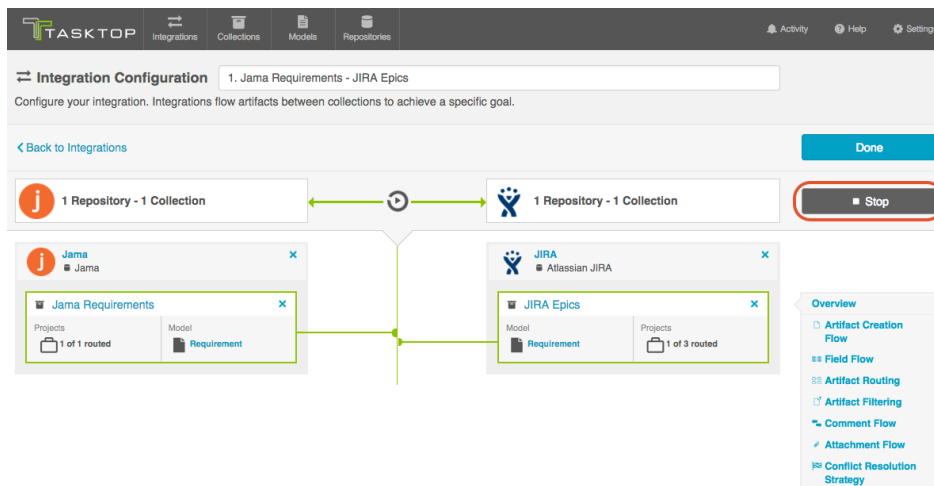 TASKTOP
Integrations
Collections
Models
Repositories
Activity
Help
Setting
Integration Configuration
1. Jama Requirements - JIRA Epics
Configure your integration. Integrations flow artifacts between collections to achieve a specific goal.
Back to Integrations
Done
j
1 Repository - 1 Collection
1 Repository - 1 Collection
Stop
j
Jama
Jama
JIRA
Atlassian JIRA
Jama Requirements
Projects
1 of 1 routed
Model
Requirement
JIRA Epics
Model
Requirement
Projects
1 of 3 routed
Overview
Artifact Creation
Flow
Field Flow
Artifact Routing
Artifact Filtering
Comment Flow
Attachment Flow
Conflict Resolution
Strategy